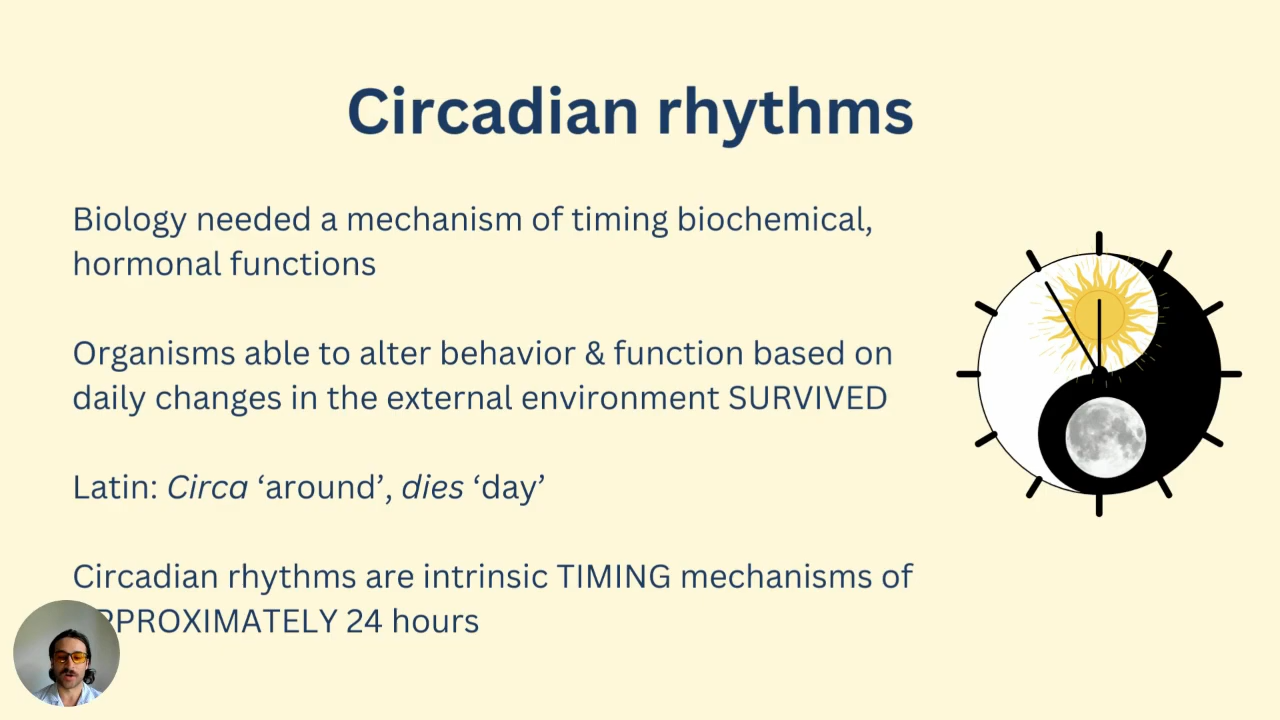 Circadian rhythms
Biology needed a mechanism of timing biochemical,
hormonal functions
Organisms able to alter behavior & function based on
daily changes in the external environment SURVIVED
Latin: Circa ‘around’, dies ‘day’
Circadian rhythms are intrinsic TIMING mechanisms of
APPROXIMATELY 24 hours